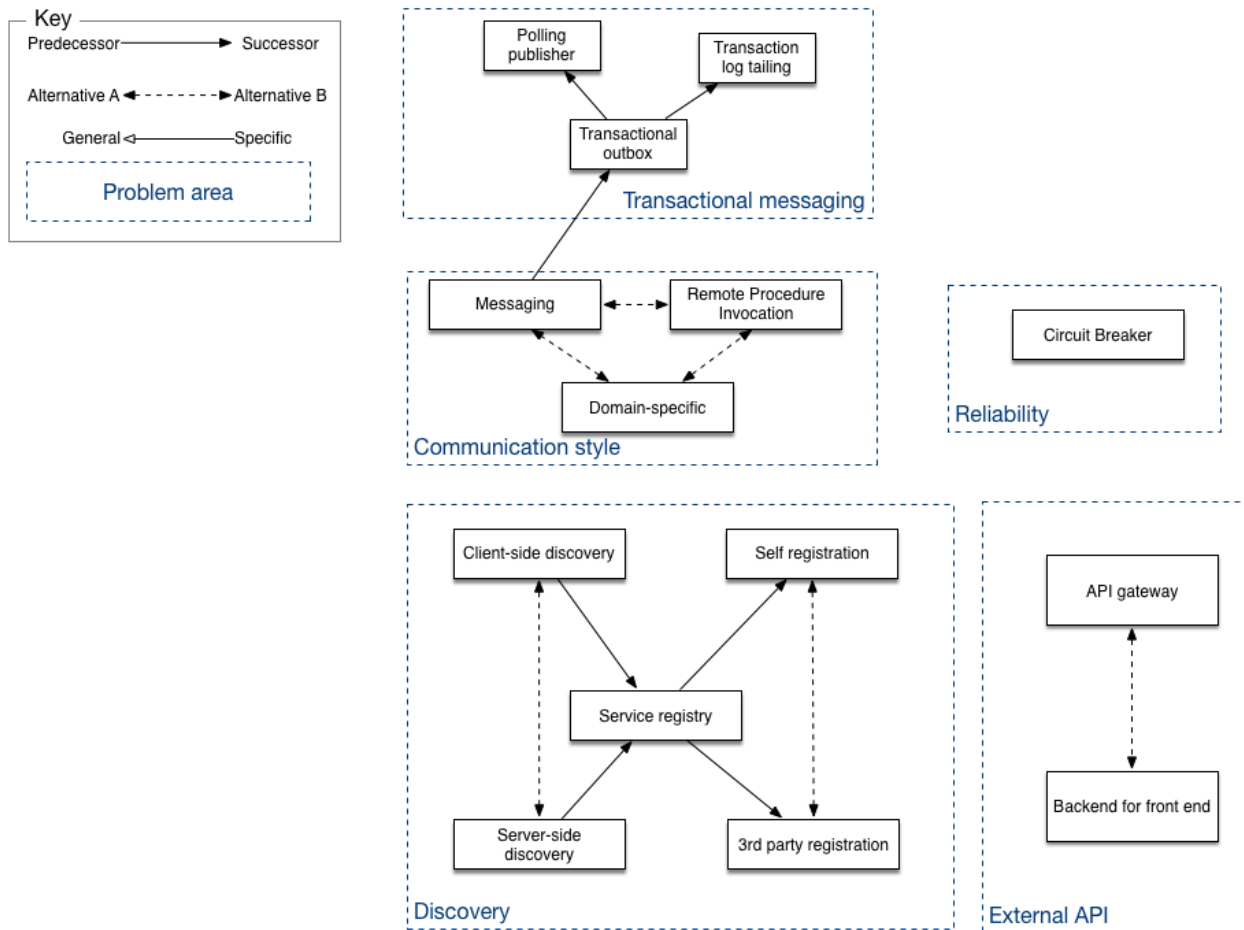 Key
Predecessor
Successor
Alternative A
Alternative B
General
Specific
Problem area
Polling
publisher
Transaction
log tailing
Transactional
outbox
Transactional messaging
Messaging
Remote Procedure
Invocation
Domain-specific
Communication style
Circuit Breaker
Reliability
Client-side discovery
Self registration
Service registry
Server-side
discovery
3rd party registration
Discovery
API gateway
Backend for front end
External API